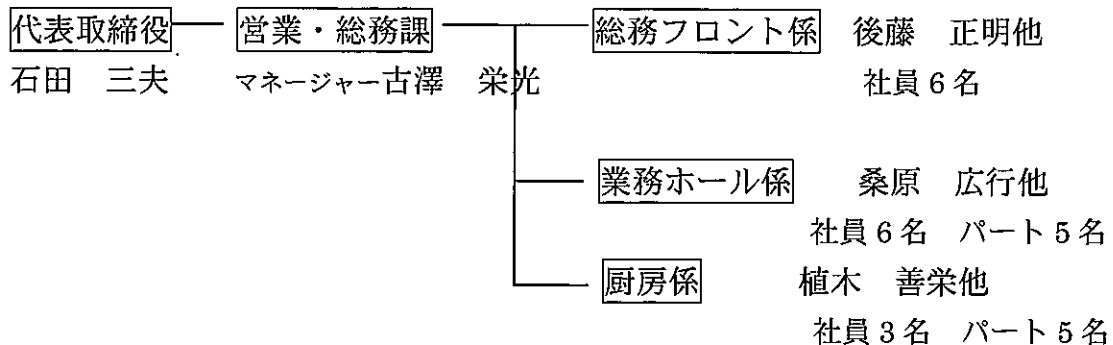 代表取締役 営業・総務課 総務フロント係 後藤 正明他
石田 三夫 マネージャー古澤 栄光 社員6名
業務ホール係 桑原 広行他
社員6名 パート5名
厨房係 植木 善栄他
社員3名 パート5名